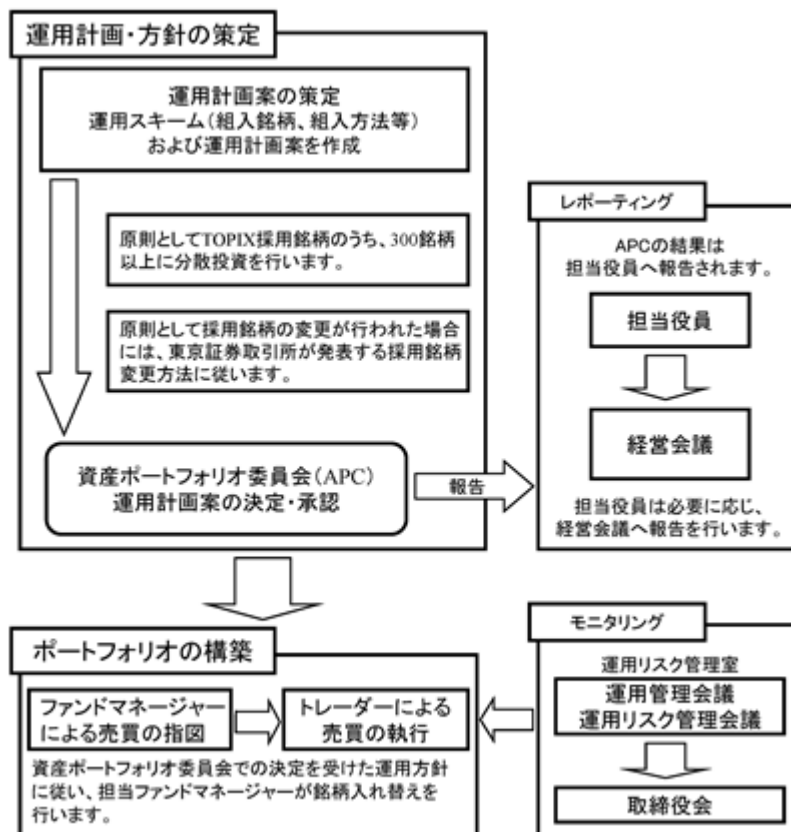 運用計画・方針の策定
運用計画案の策定
運用スキーム(組入銘柄、組入方法等)
および運用計画案を作成
原則としてTOPIX採用銘柄のうち、300銘柄
以上に分散投資を行います。
原則として採用銘柄の変更が行われた場合
には、東京証券取引所が発表する採用銘柄
変更方法に従います。
資産ポートフォリオ委員会(APC)
運用計画案の決定・承認
報告
レポーティング
APCの結果は
担当役員へ報告されます。
担当役員
経営会議
担当役員は必要に応じ、
経営会議へ報告を行います。
ポートフォリオの構築
ファンドマネージャー
による売買の指図
トレーダーによる
売買の執行
資産ポートフォリオ委員会での決定を受けた運用方針
に従い、担当ファンドマネージャーが銘柄入れ替えを
行います。
モニタリング
運用リスク管理室
運用管理会議
運用リスク管理会議
取締役会